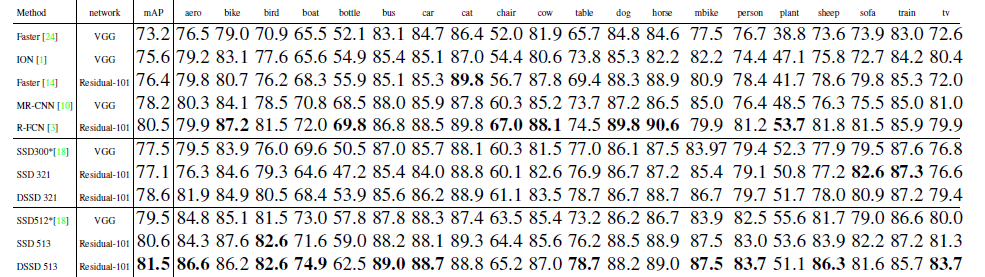 Method network mAP aero bike bird boat bottle bus car cat chair cow table dog horse mbike person plant sheep sofa train tv
Faster [24] VGG 73.2 76.5 79.0 70.9 65.5 52.1 83.1 84.7 86.4 52.0 81.9 65.7 84.8 84.6 77.5 76.7 38.8 73.6 73.9 83.0 72.6
ION [1] VGG 75.6 79.2 83.1 77.6 65.6 54.9 85.4 85.1 87.0 54.4 80.6 73.8 85.3 82.2 82.2 74.4 47.1 75.8 72.7 84.2 80.4
Faster [14] Residual-101 76.4 79.8 80.7 76.2 68.3 55.9 85.1 85.3 89.8 56.7 87.8 69.4 88.3 88.9 80.9 78.4 41.7 78.6 79.8 85.3 72.0
MR-CNN [10] VGG 78.2 80.3 84.1 78.5 70.8 68.5 88.0 85.9 87.8 60.3 85.2 73.7 87.2 86.5 85.0 76.4 48.5 76.3 75.5 85.0 81.0
R-FCN [3] Residual-101 80.5 79.9 87.2 81.5 72.0 69.8 86.8 88.5 89.8 67.0 88.1 74.5 89.8 90.6 79.9 81.2 53.7 81.8 81.5 85.9 79.9
SSD300*[18] VGG 77.5 79.5 83.9 76.0 69.6 50.5 87.0 85.7 88.1 60.3 81.5 77.0 86.1 87.5 83.97 79.4 52.3 77.9 79.5 87.6 76.8
SSD 321 Residual-101 77.1 76.3 84.6 79.3 64.6 47.2 85.4 84.0 88.8 60.1 82.6 76.9 86.7 87.2 85.4 79.1 50.8 77.2 82.6 87.3 76.6
DSSD 321 Residual-101 78.6 81.9 84.9 80.5 68.4 53.9 85.6 86.2 88.9 61.1 83.5 78.7 86.7 88.7 86.7 79.7 51.7 78.0 80.9 87.2 79.4
SSD512*[18] VGG 79.5 84.8 85.1 81.5 73.0 57.8 87.8 88.3 87.4 63.5 85.4 73.2 86.2 86.7 83.9 82.5 55.6 81.7 79.0 86.6 80.0
SSD 513 Residual-101 80.6 84.3 87.6 82.6 71.6 59.0 88.2 88.1 89.3 64.4 85.6 76.2 88.5 88.9 87.5 83.0 53.6 83.9 82.2 87.2 81.3
DSSD 513 Residual-101 81.5 86.6 86.2 82.6 74.9 62.5 89.0 88.7 88.8 65.2 87.0 78.7 88.2 89.0 87.5 83.7 51.1 86.3 81.6 85.7 83.7